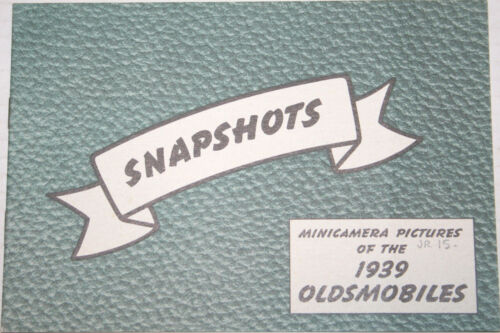 SNAPSHOTS
MINICAMERA PICTURES
OF THE JR 15-
1939
OLDSMOBILES